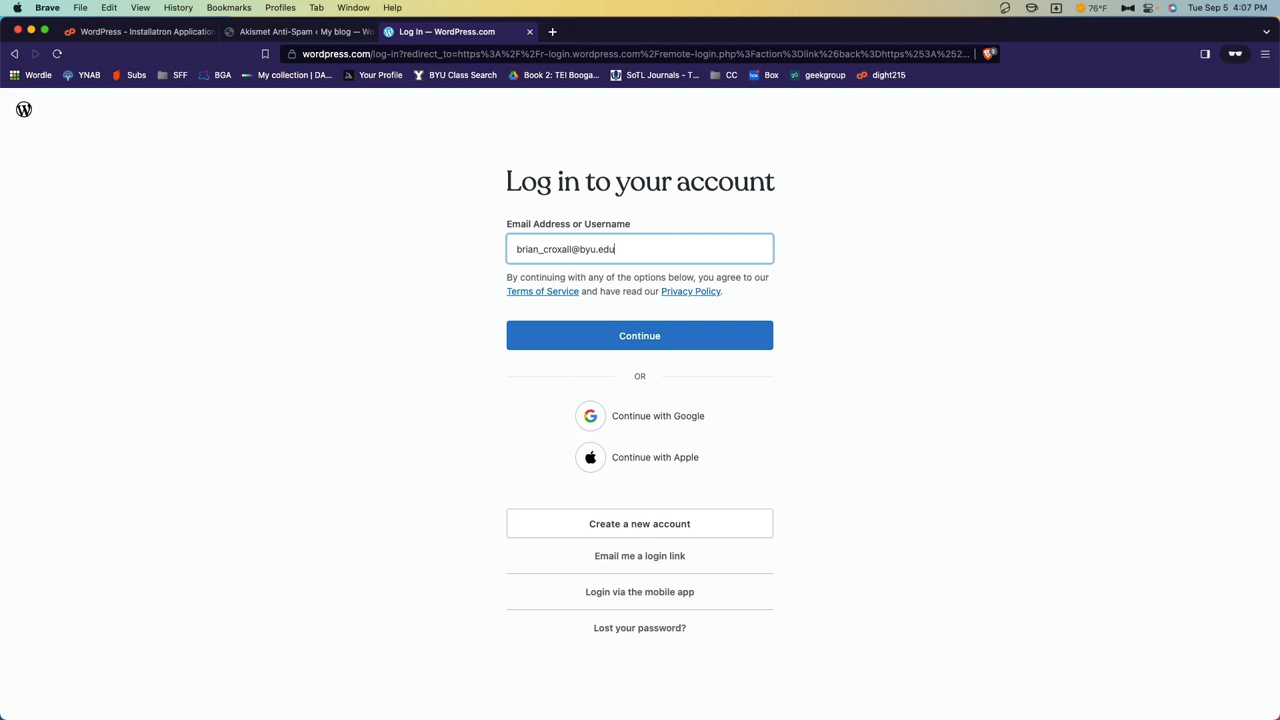 Brave File Edit View History Bookmarks Profiles Tab Window Help 76°F Tue Sep 5 4:07 PM
WordPress - Installatron Application Akismet Anti-Spam ‹ My blog — Wo Log In — WordPress.com
wordpress.com/log-in?redirect_to=https%3A%2F%2Fr-login.wordpress.com%2Fremote-login.php%3Faction%3Dlink%26back%3Dhttps%253A%252...
Wordle YNAB Subs SFF BGA My collection | DA... Your Profile BYU Class Search Book 2: TEI Booga... SoTL Journals - T... CC Box geekgroup dight215
Log in to your account
Email Address or Username
brian_croxall@byu.edu
By continuing with any of the options below, you agree to our
Terms of Service and have read our Privacy Policy.
Continue
OR
Continue with Google
Continue with Apple
Create a new account
Email me a login link
Login via the mobile app
Lost your password?